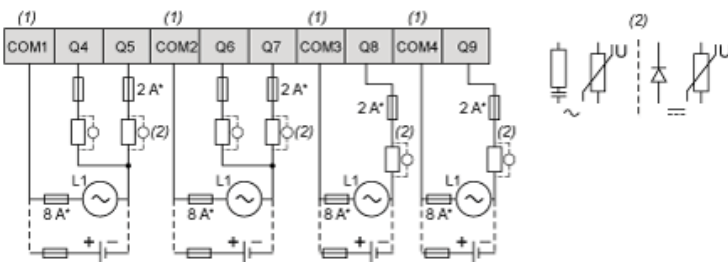 (1) (1) (1) (1) (2)
COM1 Q4 Q5 COM2 Q6 Q7 COM3 Q8 COM4 Q9
U U
2 A* 2 A* 2 A* 2 A*
(2) (2) (2) (2)
L1 L1 L1 L1
8 A* 8 A* 8 A* 8 A*
+ − + − + − + −